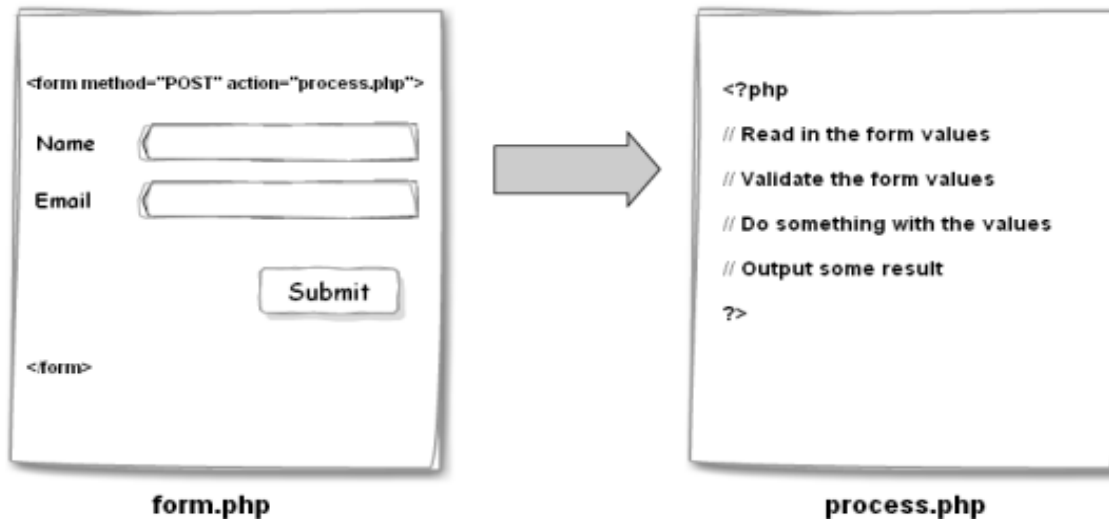 <form method="POST" action="process.php">
Name
Email
Submit
</form>
form.php
<?php
// Read in the form values
// Validate the form values
// Do something with the values
// Output some result
?>
process.php